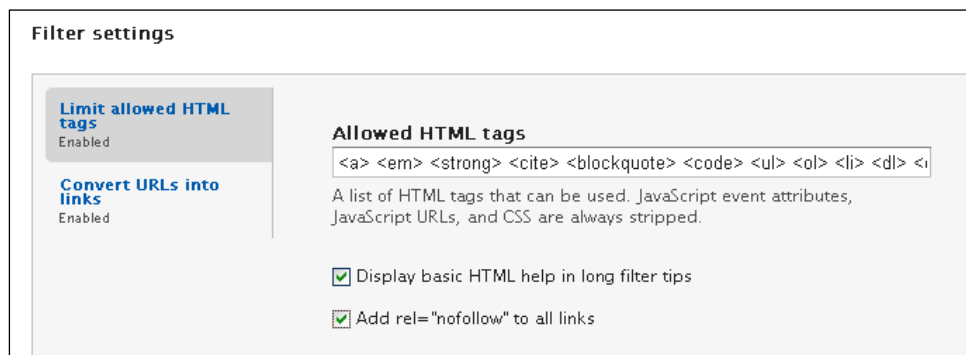 Filter settings
Limit allowed HTML
tags
Enabled
Convert URLs into
links
Enabled
Allowed HTML tags
<a> <em> <strong> <cite> <blockquote> <code> <ul> <ol> <li> <dl>
A list of HTML tags that can be used. JavaScript event attributes,
JavaScript URLs, and CSS are always stripped.
Display basic HTML help in long filter tips
Add rel="nofollow" to all links